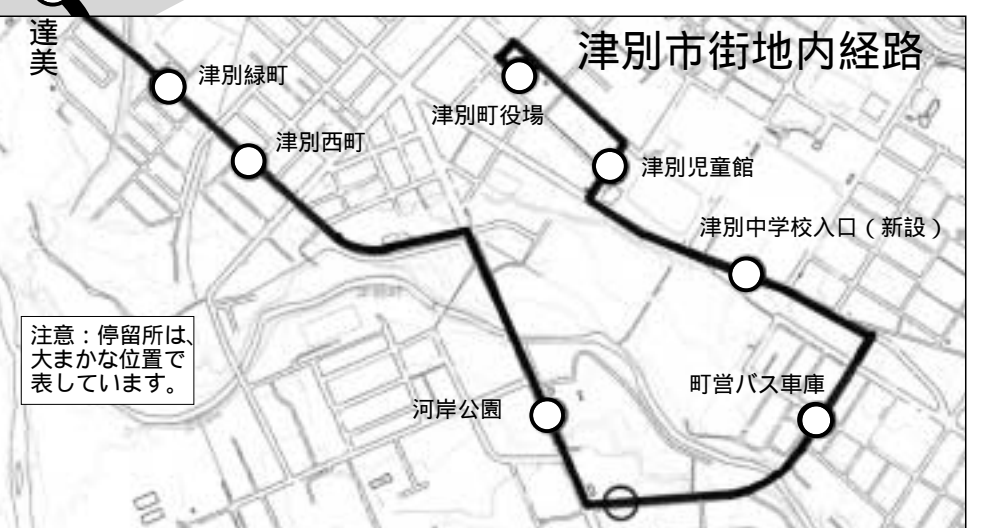 津別市街地内経路
達美
津別緑町
津別西町
津別町役場
津別児童館
津別中学校入口（新設）
町営バス車庫
河岸公園
注意：停留所は、
大まかな位置で
表しています。